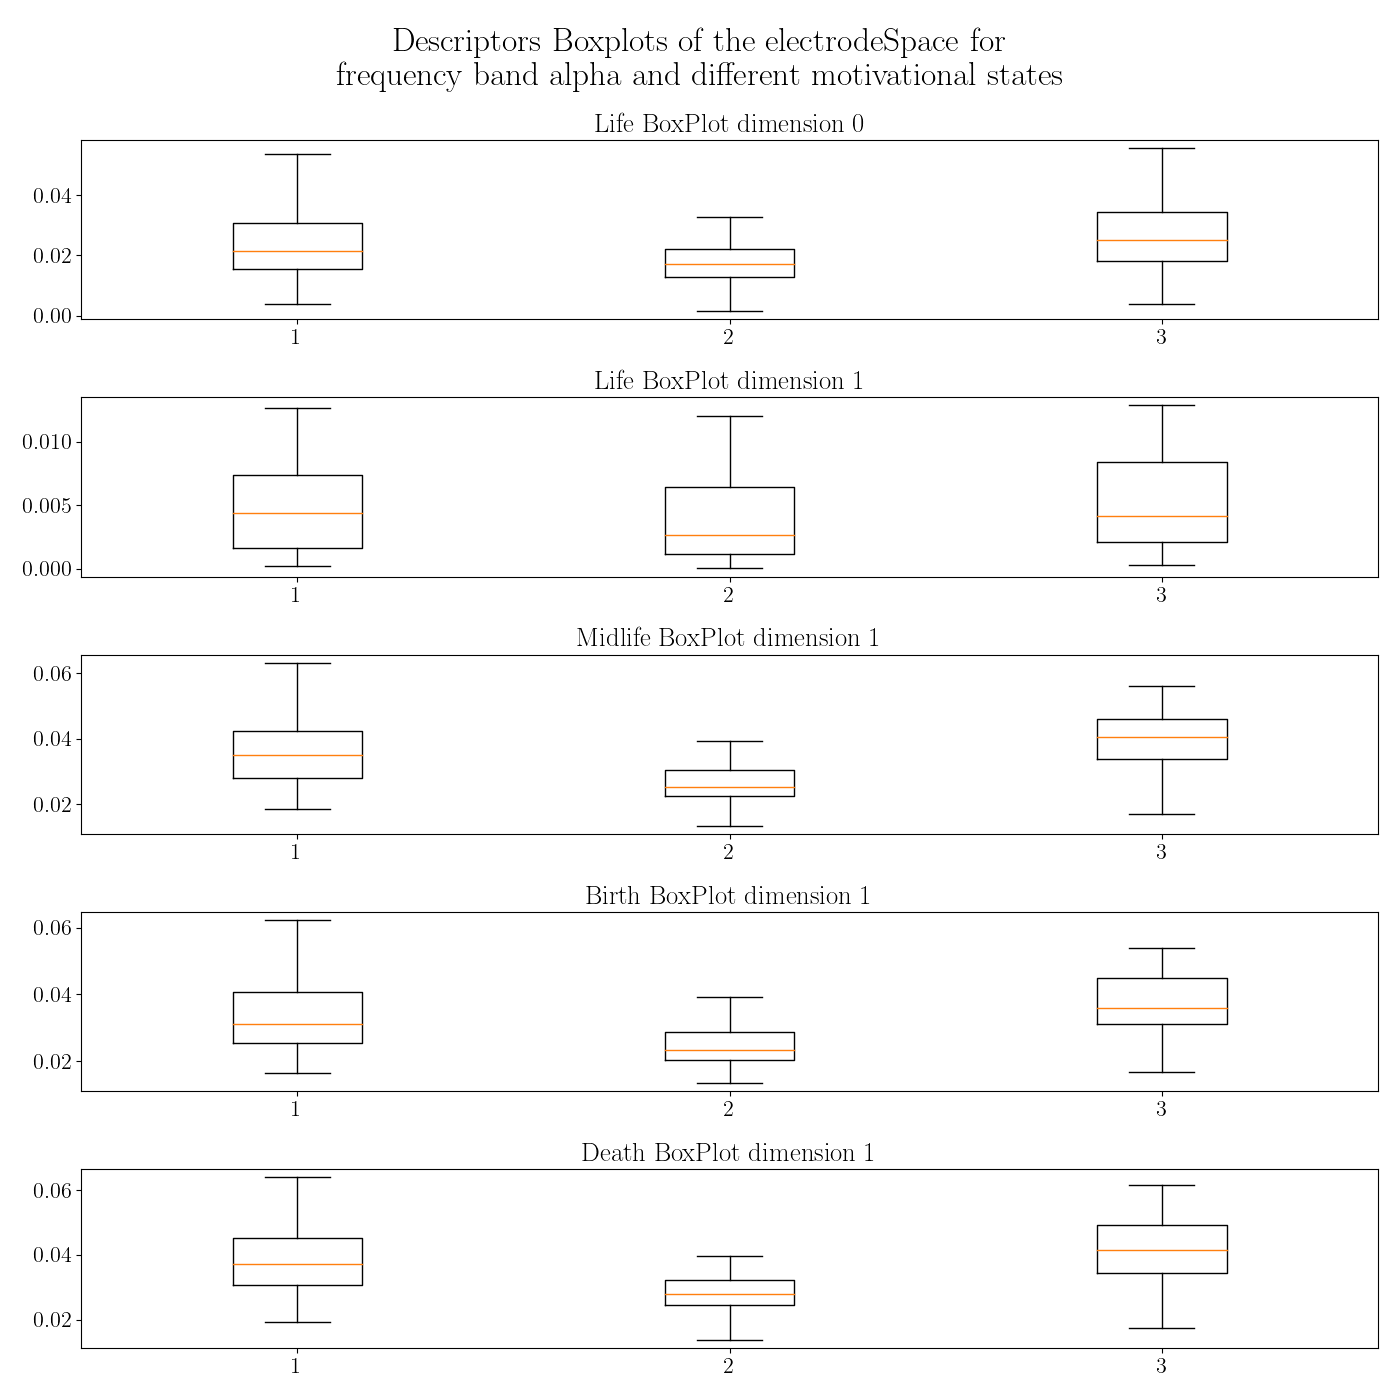 Descriptors Boxplots of the electrodeSpace for
frequency band alpha and different motivational states
Life BoxPlot dimension 0
0.04
0.02
0.00
1 2 3
Life BoxPlot dimension 1
0.010
0.005
0.000
1 2 3
Midlife BoxPlot dimension 1
0.06
0.04
0.02
1 2 3
Birth BoxPlot dimension 1
0.06
0.04
0.02
1 2 3
Death BoxPlot dimension 1
0.06
0.04
0.02
1 2 3